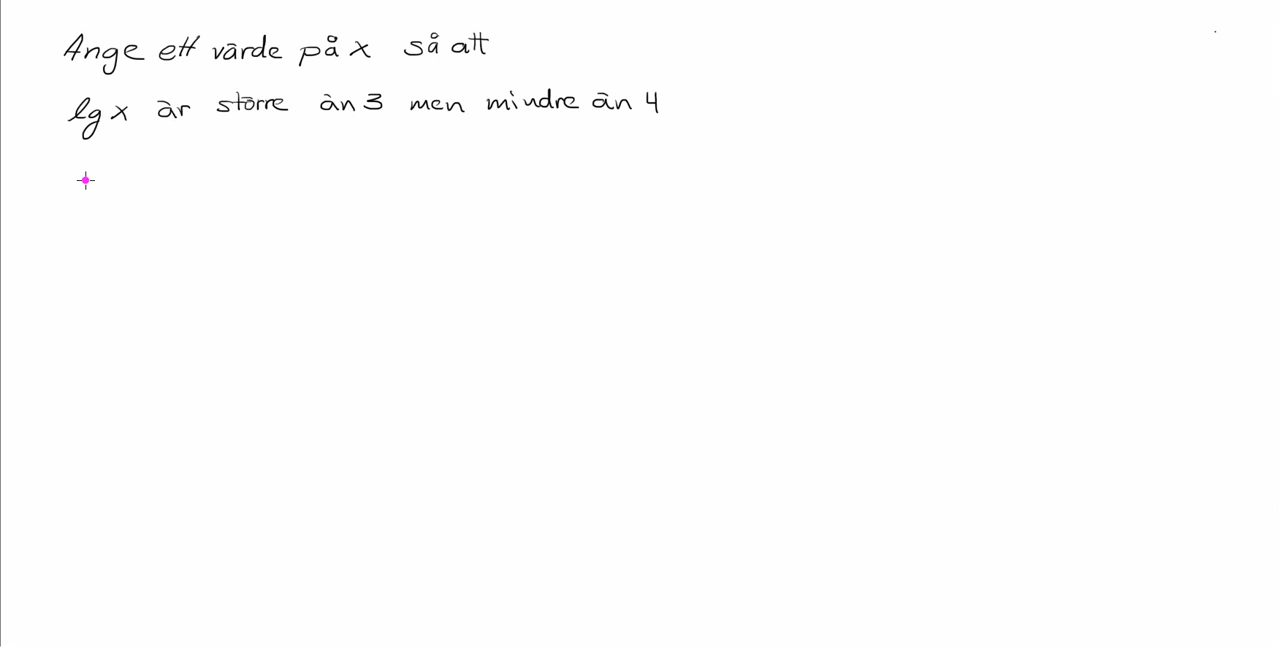 Ange ett värde på x så att
lg x är större än 3 men mindre än 4